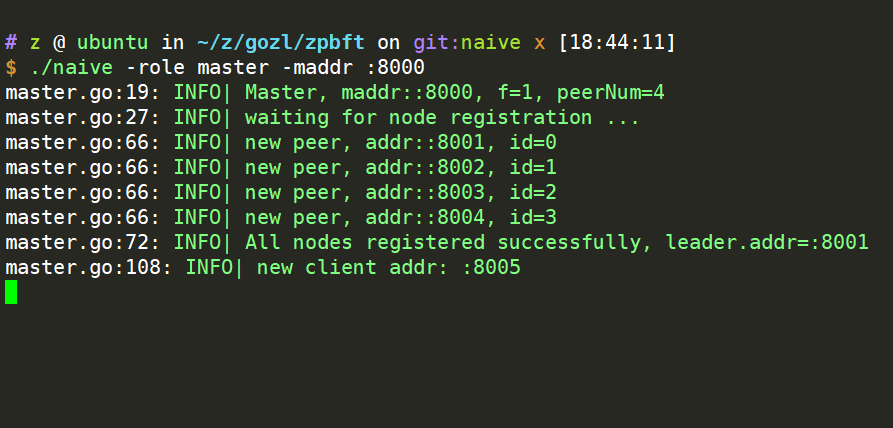 # z @ ubuntu in ~/z/gozl/zpbft on git:naive x [18:44:11]
$ ./naive -role master -maddr :8000
master.go:19: INFO| Master, maddr::8000, f=1, peerNum=4
master.go:27: INFO| waiting for node registration ...
master.go:66: INFO| new peer, addr::8001, id=0
master.go:66: INFO| new peer, addr::8002, id=1
master.go:66: INFO| new peer, addr::8003, id=2
master.go:66: INFO| new peer, addr::8004, id=3
master.go:72: INFO| All nodes registered successfully, leader.addr=:8001
master.go:108: INFO| new client addr: :8005